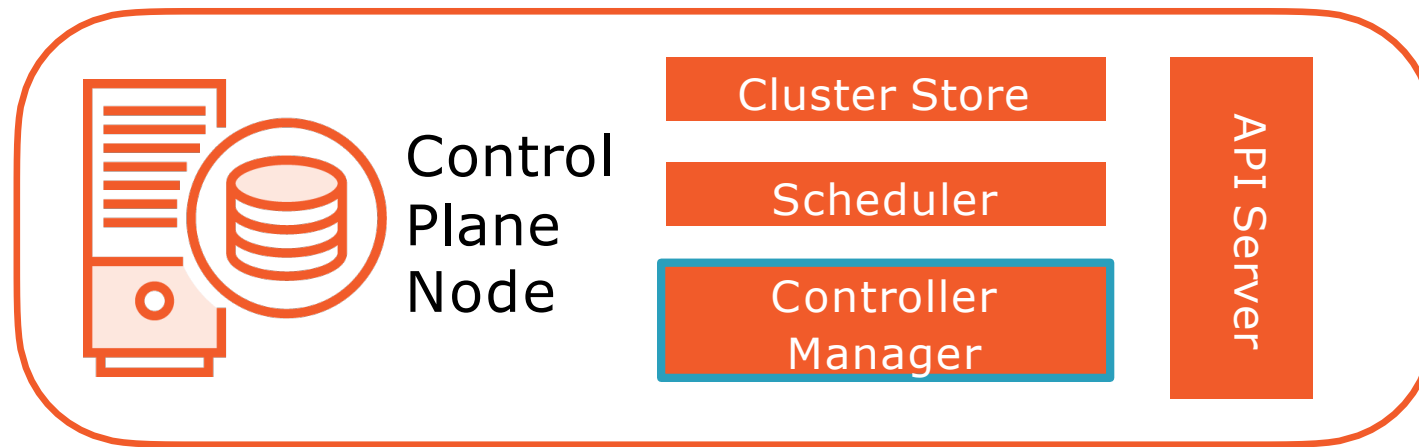 Control
Plane
Node
Cluster Store
Scheduler
Controller
Manager
API Server